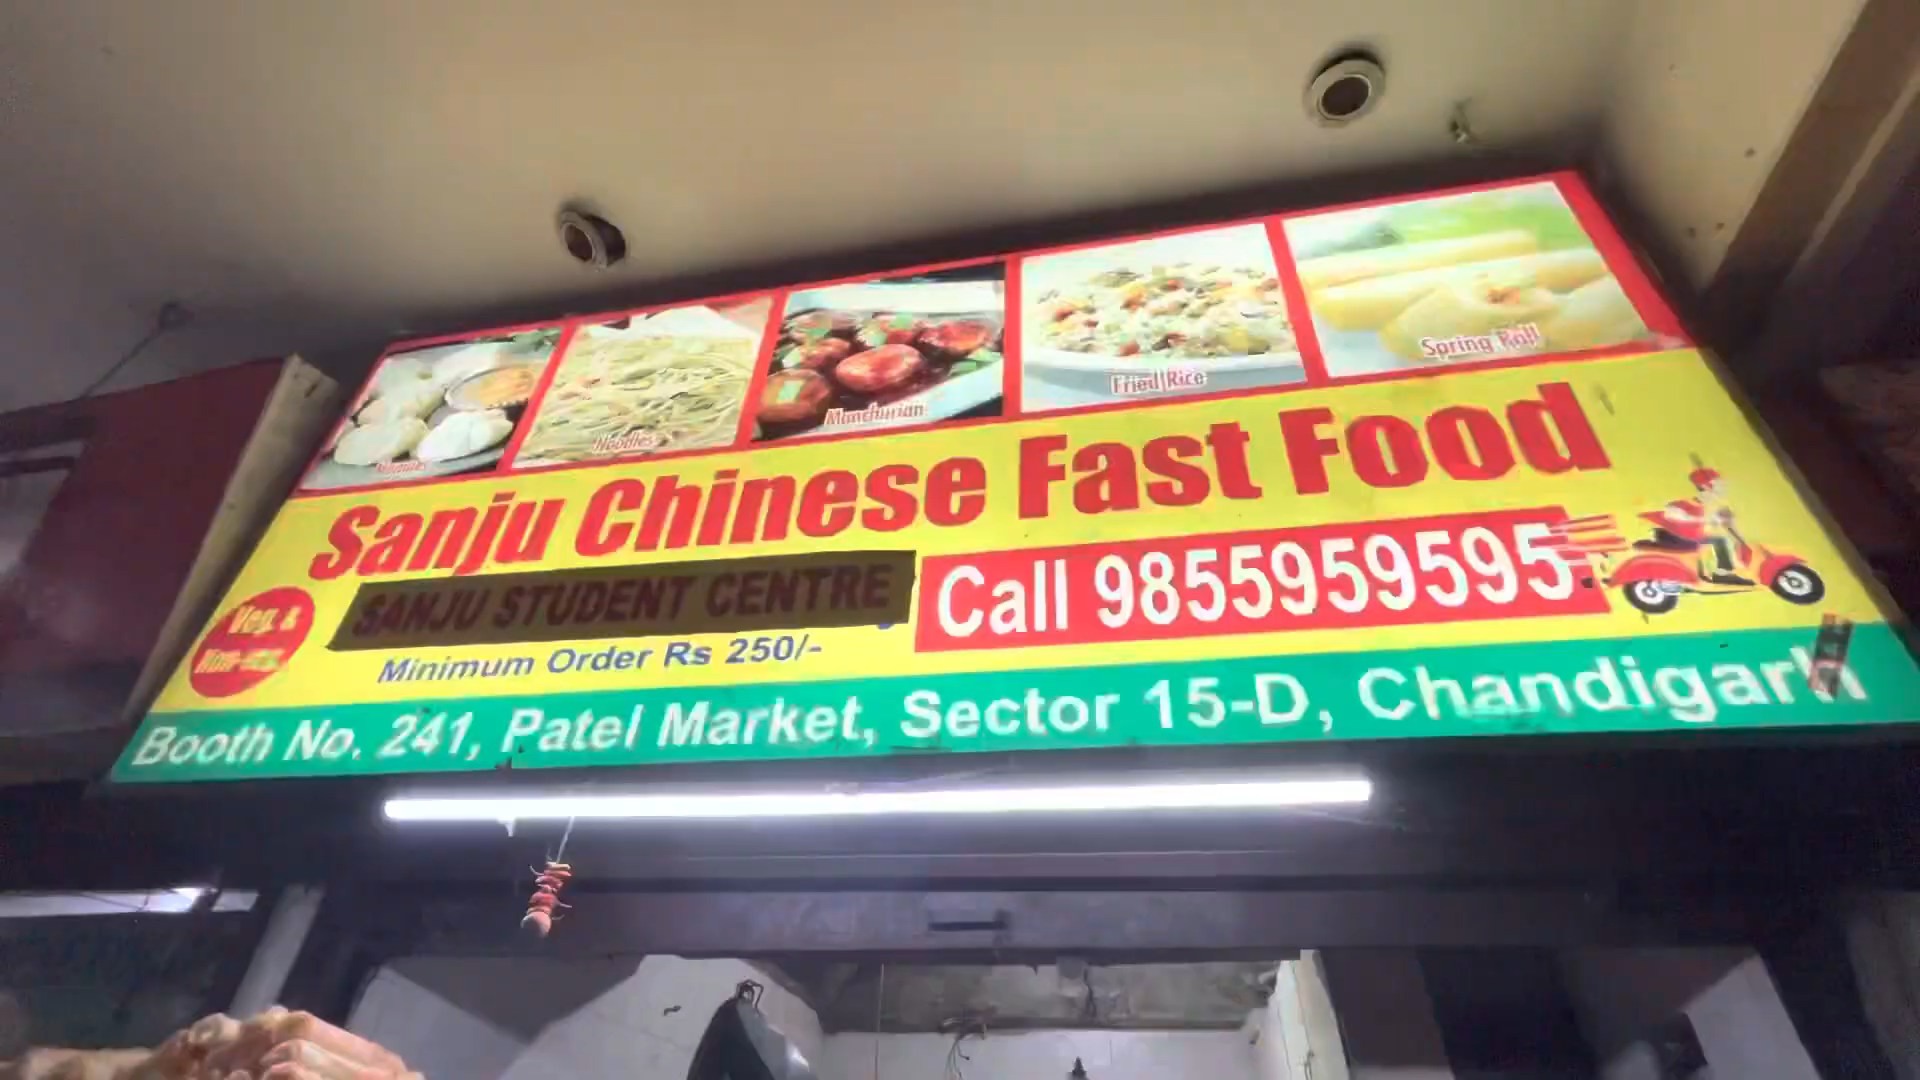 Momos
Noodles
Manchurian
Fried Rice
Spring Roll
Sanju Chinese Fast Food
Veg. &
Non-veg.
SANJU STUDENT CENTRE
Call 9855959595
Minimum Order Rs 250/-
Booth No. 241, Patel Market, Sector 15-D, Chandigarh